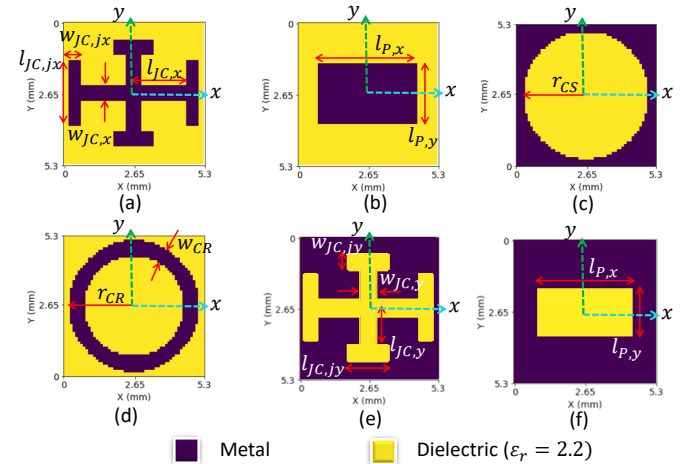 y
0
w_{JC,jx}
l_{JC,jx}
l_{JC,x}
Y (mm)
2.65
x
w_{JC,x}
5.3
0
2.65
5.3
X (mm)
(a)
y
0
l_{P,x}
Y (mm)
2.65
x
l_{P,y}
5.3
0
2.65
5.3
X (mm)
(b)
y
5.3
r_{CS}
Y (mm)
2.65
x
0
0
2.65
5.3
X (mm)
(c)
y
5.3
w_{CR}
r_{CR}
Y (mm)
2.65
x
0
0
2.65
5.3
X (mm)
(d)
y
0
w_{JC,jy}
w_{JC,y}
Y (mm)
2.65
x
l_{JC,y}
l_{JC,jy}
5.3
0
2.65
5.3
X (mm)
(e)
y
0
l_{P,x}
Y (mm)
2.65
x
l_{P,y}
5.3
0
2.65
5.3
X (mm)
(f)
Metal
Dielectric (ε_r = 2.2)